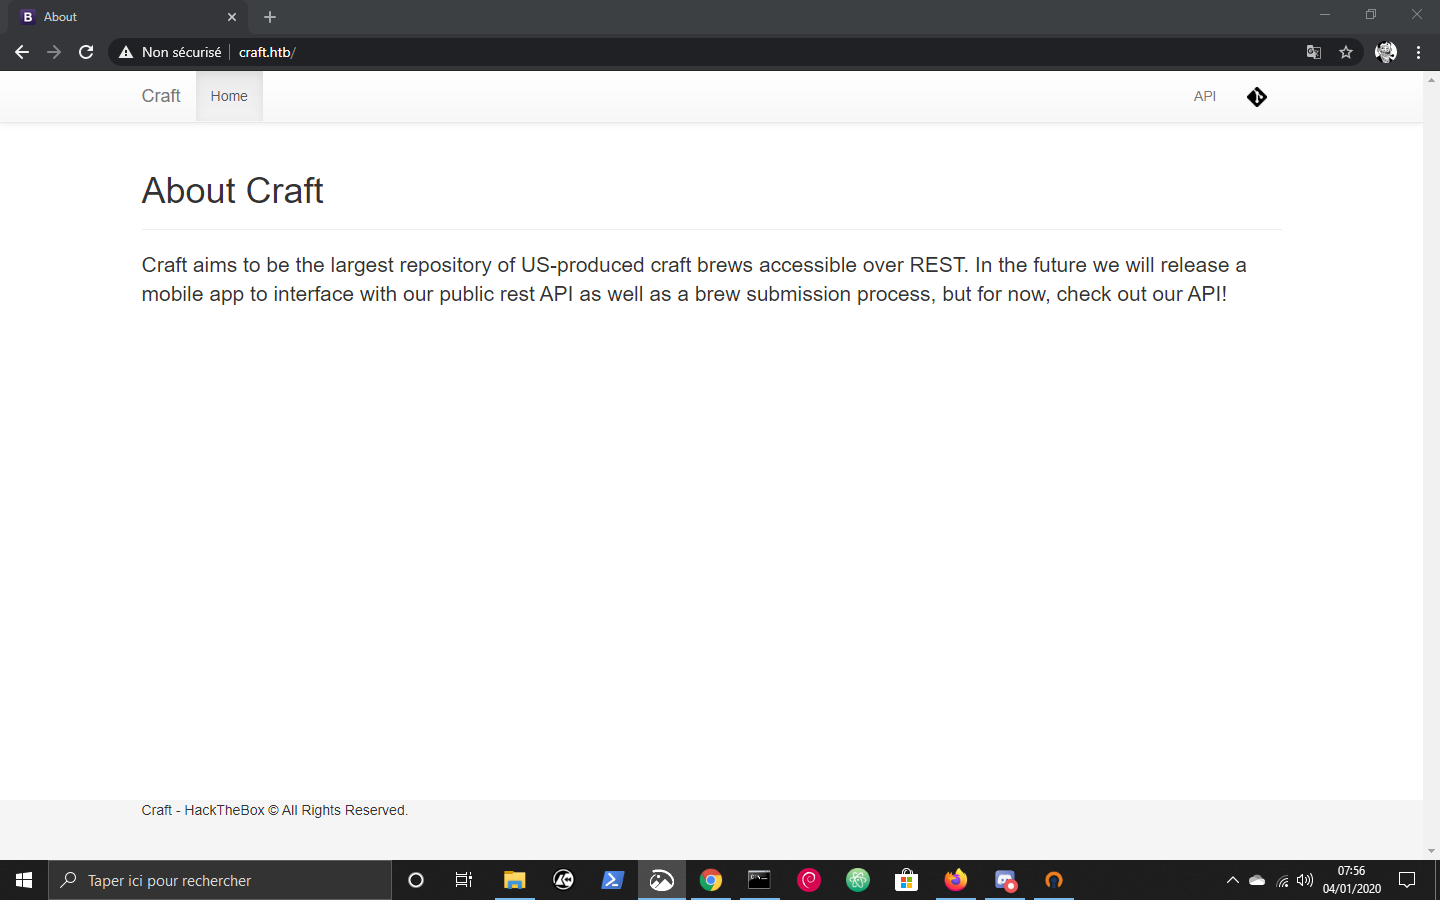 About
Non sécurisé craft.htb/
Craft Home API
About Craft
Craft aims to be the largest repository of US-produced craft brews accessible over REST. In the future we will release a
mobile app to interface with our public rest API as well as a brew submission process, but for now, check out our API!
Craft - HackTheBox © All Rights Reserved.
Taper ici pour rechercher
07:56
04/01/2020